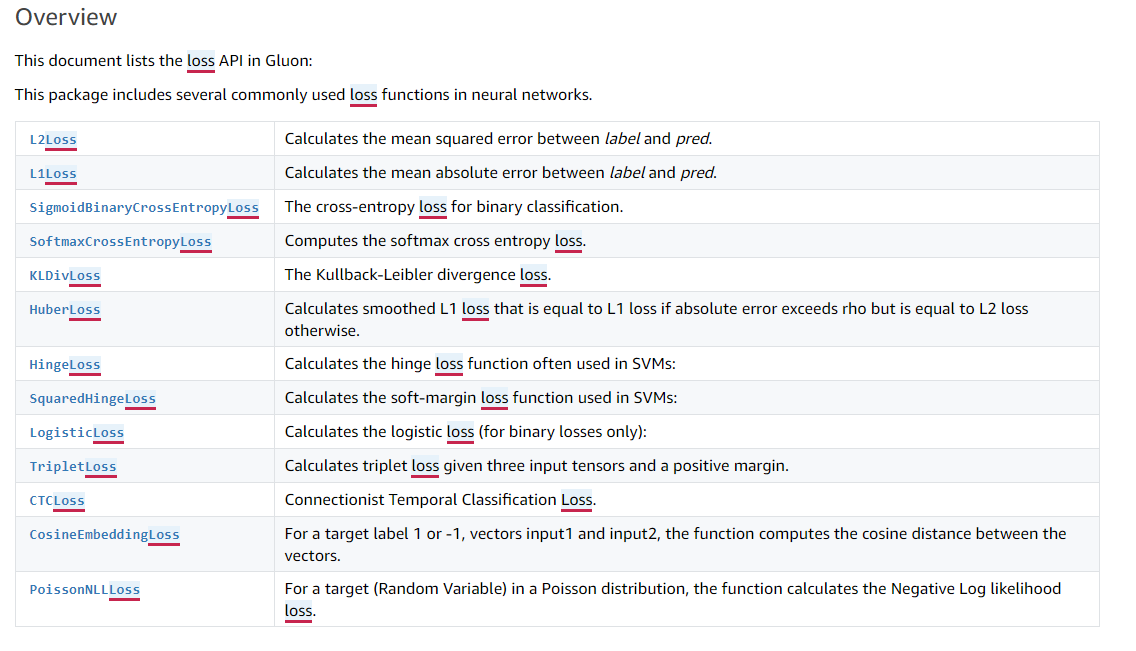 Overview
This document lists the loss API in Gluon:
This package includes several commonly used loss functions in neural networks.
L2Loss Calculates the mean squared error between label and pred.
L1Loss Calculates the mean absolute error between label and pred.
SigmoidBinaryCrossEntropyLoss The cross-entropy loss for binary classification.
SoftmaxCrossEntropyLoss Computes the softmax cross entropy loss.
KLDivLoss The Kullback-Leibler divergence loss.
HuberLoss Calculates smoothed L1 loss that is equal to L1 loss if absolute error exceeds rho but is equal to L2 loss
otherwise.
HingeLoss Calculates the hinge loss function often used in SVMs:
SquaredHingeLoss Calculates the soft-margin loss function used in SVMs:
LogisticLoss Calculates the logistic loss (for binary losses only):
TripletLoss Calculates triplet loss given three input tensors and a positive margin.
CTCLoss Connectionist Temporal Classification Loss.
CosineEmbeddingLoss For a target label 1 or -1, vectors input1 and input2, the function computes the cosine distance between the
vectors.
PoissonNLLLoss For a target (Random Variable) in a Poisson distribution, the function calculates the Negative Log likelihood
loss.